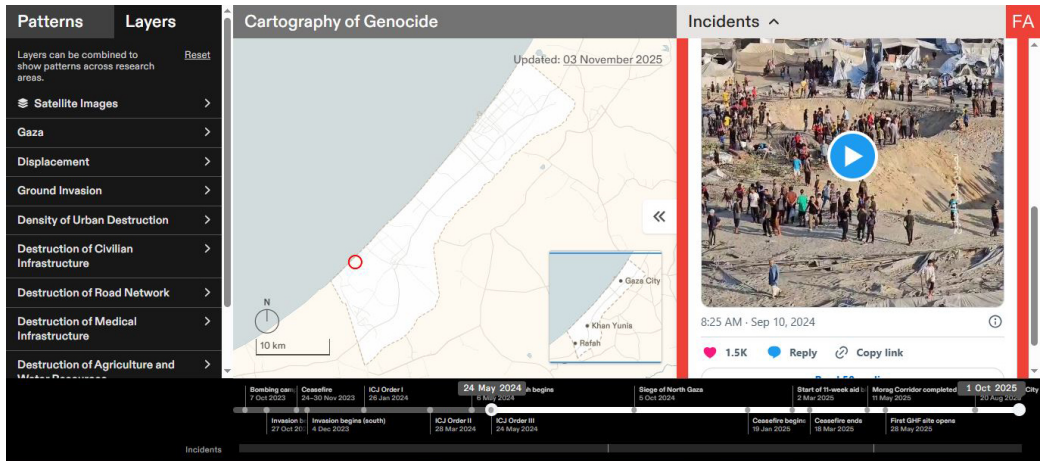 Patterns
Layers
Cartography of Genocide
Incidents
FA
Layers can be combined to
show patterns across research
areas.
Reset
Satellite Images
Gaza
Displacement
Ground Invasion
Density of Urban Destruction
Destruction of Civilian
Infrastructure
Destruction of Road Network
Destruction of Medical
Infrastructure
Destruction of Agriculture and
Water Resources
Updated: 03 November 2025
N
10 km
Gaza City
Khan Yunis
Rafah
8:25 AM · Sep 10, 2024
1.5K
Reply
Copy link
Bombing
7 Oct 2023
Ceasefire
24–30 Nov 2023
ICJ Order I
26 Jan 2024
24 May 2024
begins
6 May 2024
Siege of North Gaza
5 Oct 2024
Start of 11-week aid
2 Mar 2025
Morag Corridor completed
11 May 2025
1 Oct 2025
City
20 Aug
Invasion
27 Oct
Invasion begins (south)
4 Dec 2023
ICJ Order II
28 Mar 2024
ICJ Order III
24 May 2024
Ceasefire begins
19 Jan 2025
Ceasefire ends
18 Mar 2025
First GHF site opens
28 May 2025
Incidents